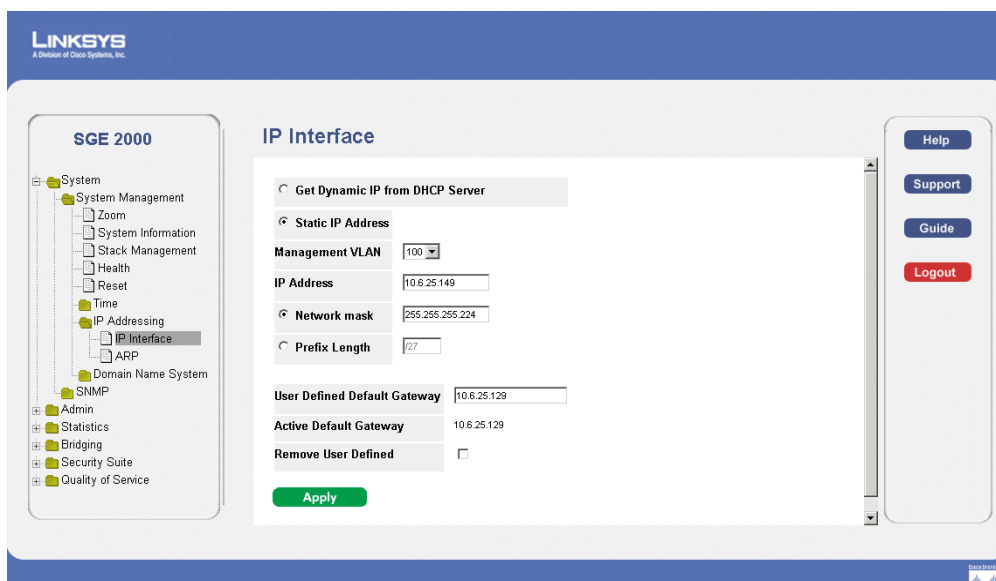 LINKSYS
A Division of Cisco Systems, Inc.
SGE 2000
System
System Management
Zoom
System Information
Stack Management
Health
Reset
Time
IP Addressing
IP Interface
ARP
Domain Name System
SNMP
Admin
Statistics
Bridging
Security Suite
Quality of Service
IP Interface
Get Dynamic IP from DHCP Server
Static IP Address
Management VLAN 100
IP Address 10.6.25.149
Network mask 255.255.255.224
Prefix Length /27
User Defined Default Gateway 10.6.25.129
Active Default Gateway 10.6.25.129
Remove User Defined
Apply
Help
Support
Guide
Logout